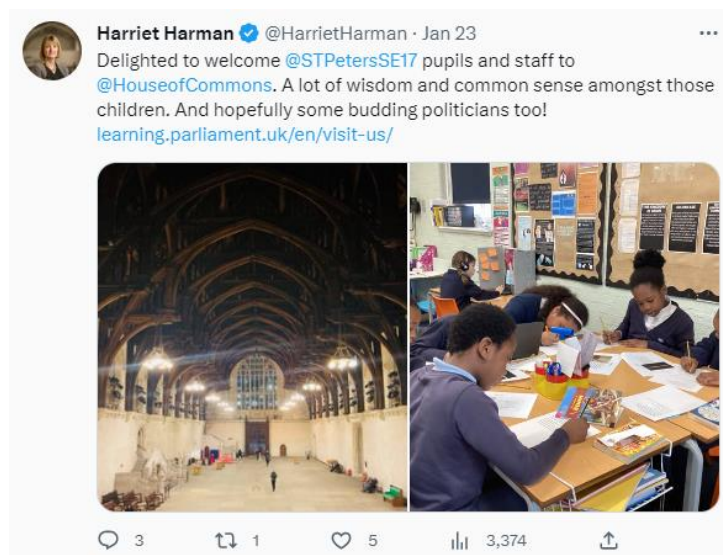 Harriet Harman @HarrietHarman · Jan 23
Delighted to welcome @STPetersSE17 pupils and staff to
@HouseofCommons. A lot of wisdom and common sense amongst those
children. And hopefully some budding politicians too!
learning.parliament.uk/en/visit-us/
3 1 5 3,374